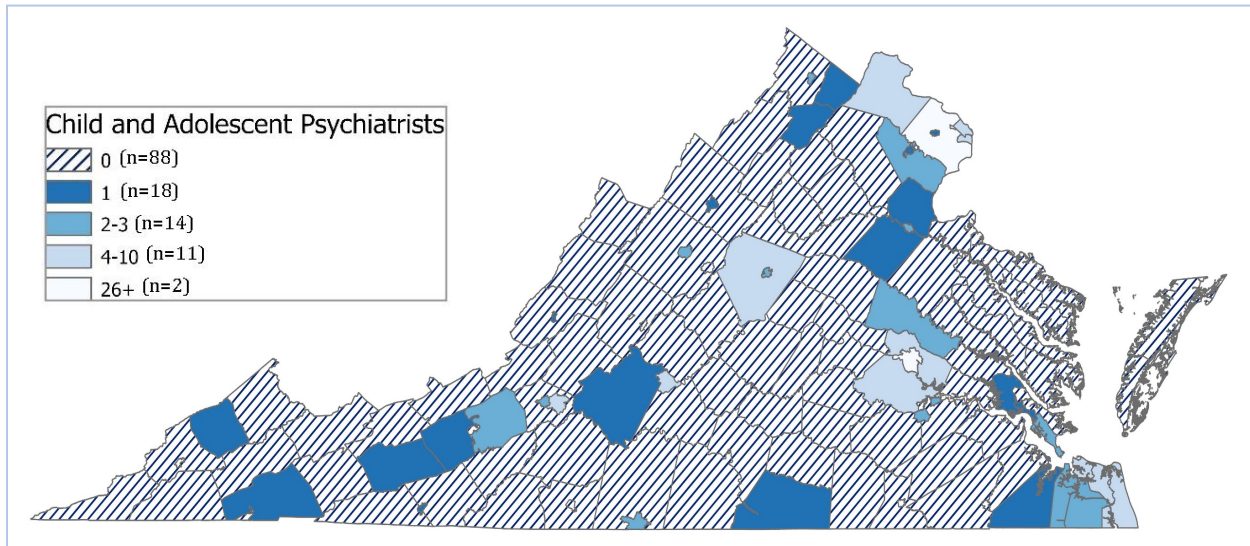 Child and Adolescent Psychiatrists
0 (n=88)
1 (n=18)
2-3 (n=14)
4-10 (n=11)
26+ (n=2)